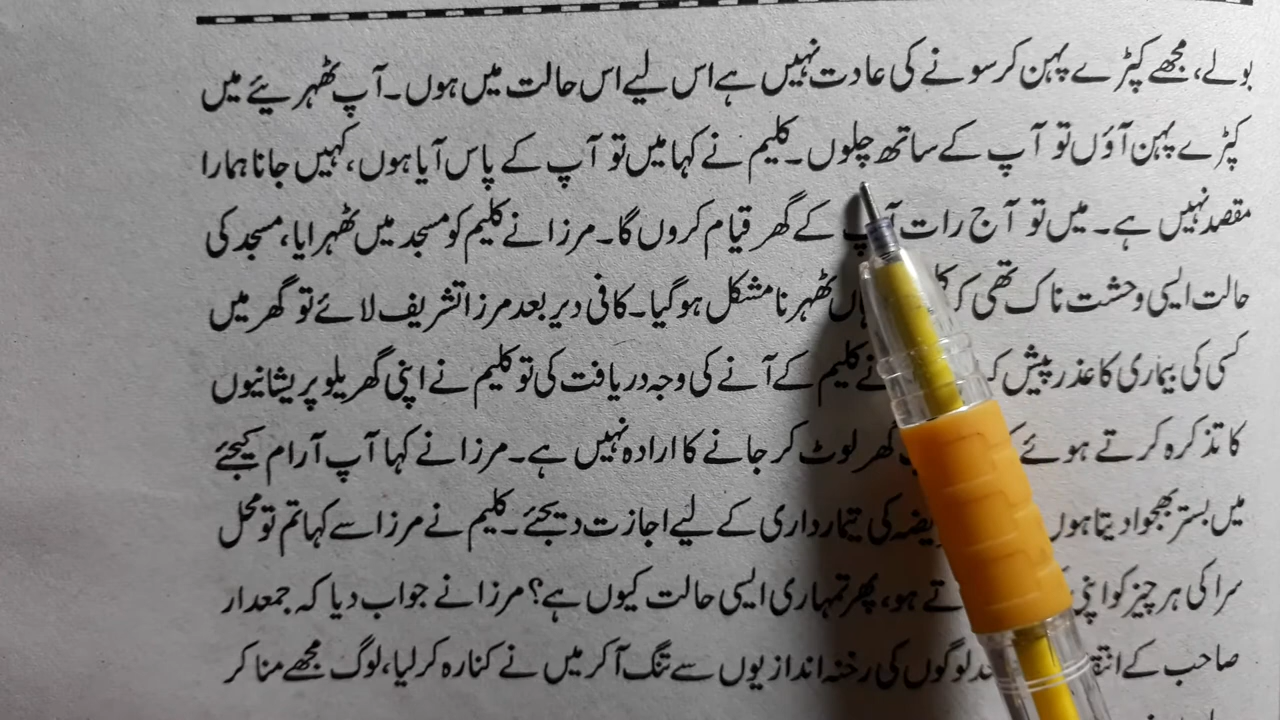 بولے، مجھے کپڑے پہن کر سونے کی عادت نہیں ہے اس لیے اس حالت میں ہوں۔ آپ ٹھہریئے میں
کپڑے پہن آؤں تو آپ کے ساتھ چلوں۔ کلیم نے کہا میں تو آپ کے پاس آیا ہوں، کہیں جانا ہمارا
مقصد نہیں ہے۔ میں تو آج رات آپ کے گھر قیام کروں گا۔ مرزا نے کلیم کو مسجد میں ٹھہرایا، مسجد کی
حالت ایسی وحشت ناک تھی کہ ٹھہرنا مشکل ہوگیا۔ کافی دیر بعد مرزا تشریف لائے تو گھر میں
کسی کی بیماری کا عذر پیش نے کلیم کے آنے کی وجہ دریافت کی تو کلیم نے اپنی گھریلو پریشانیوں
کا تذکرہ کرتے ہوئے گھر لوٹ کر جانے کا ارادہ نہیں ہے۔ مرزا نے کہا آپ آرام کیجئے
میں بستر بھجوا دیتا ہوں کی تیمارداری کے لیے اجازت دیجئے۔ کلیم نے مرزا سے کہا تم تو محل
سرا کی ہر چیز کو اپنی ہو، پھر تمہاری ایسی حالت کیوں ہے؟ مرزا نے جواب دیا کہ جمعدار
صاحب کے لوگوں کی رخنہ اندازیوں سے تنگ آ کر میں نے کنارہ کر لیا، لوگ مجھے منا کر